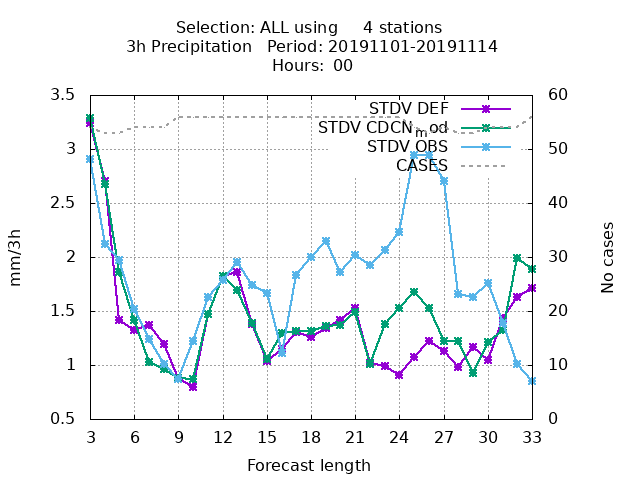 Selection: ALL using     4 stations
3h Precipitation   Period: 20191101-20191114
Hours:  00
3.5
3
2.5
2
1.5
1
0.5
60
50
40
30
20
10
0
mm/3h
No cases
STDV DEF
STDV CDCNmod
STDV OBS
CASES
3 6 9 12 15 18 21 24 27 30 33
Forecast length